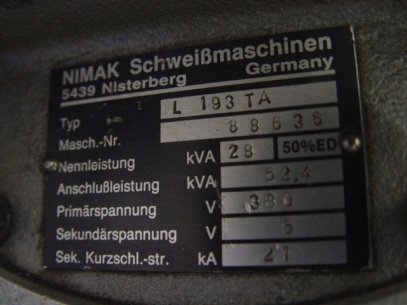 NIMAK Schweißmaschinen
5439 Nisterberg Germany
Typ L 193 TA
Masch.-Nr. 88636
Nennleistung kVA 28 50%ED
Anschlußleistung kVA 52,4
Primärspannung V 380
Sekundärspannung V 6
Sek. Kurzschl.-str. kA 21